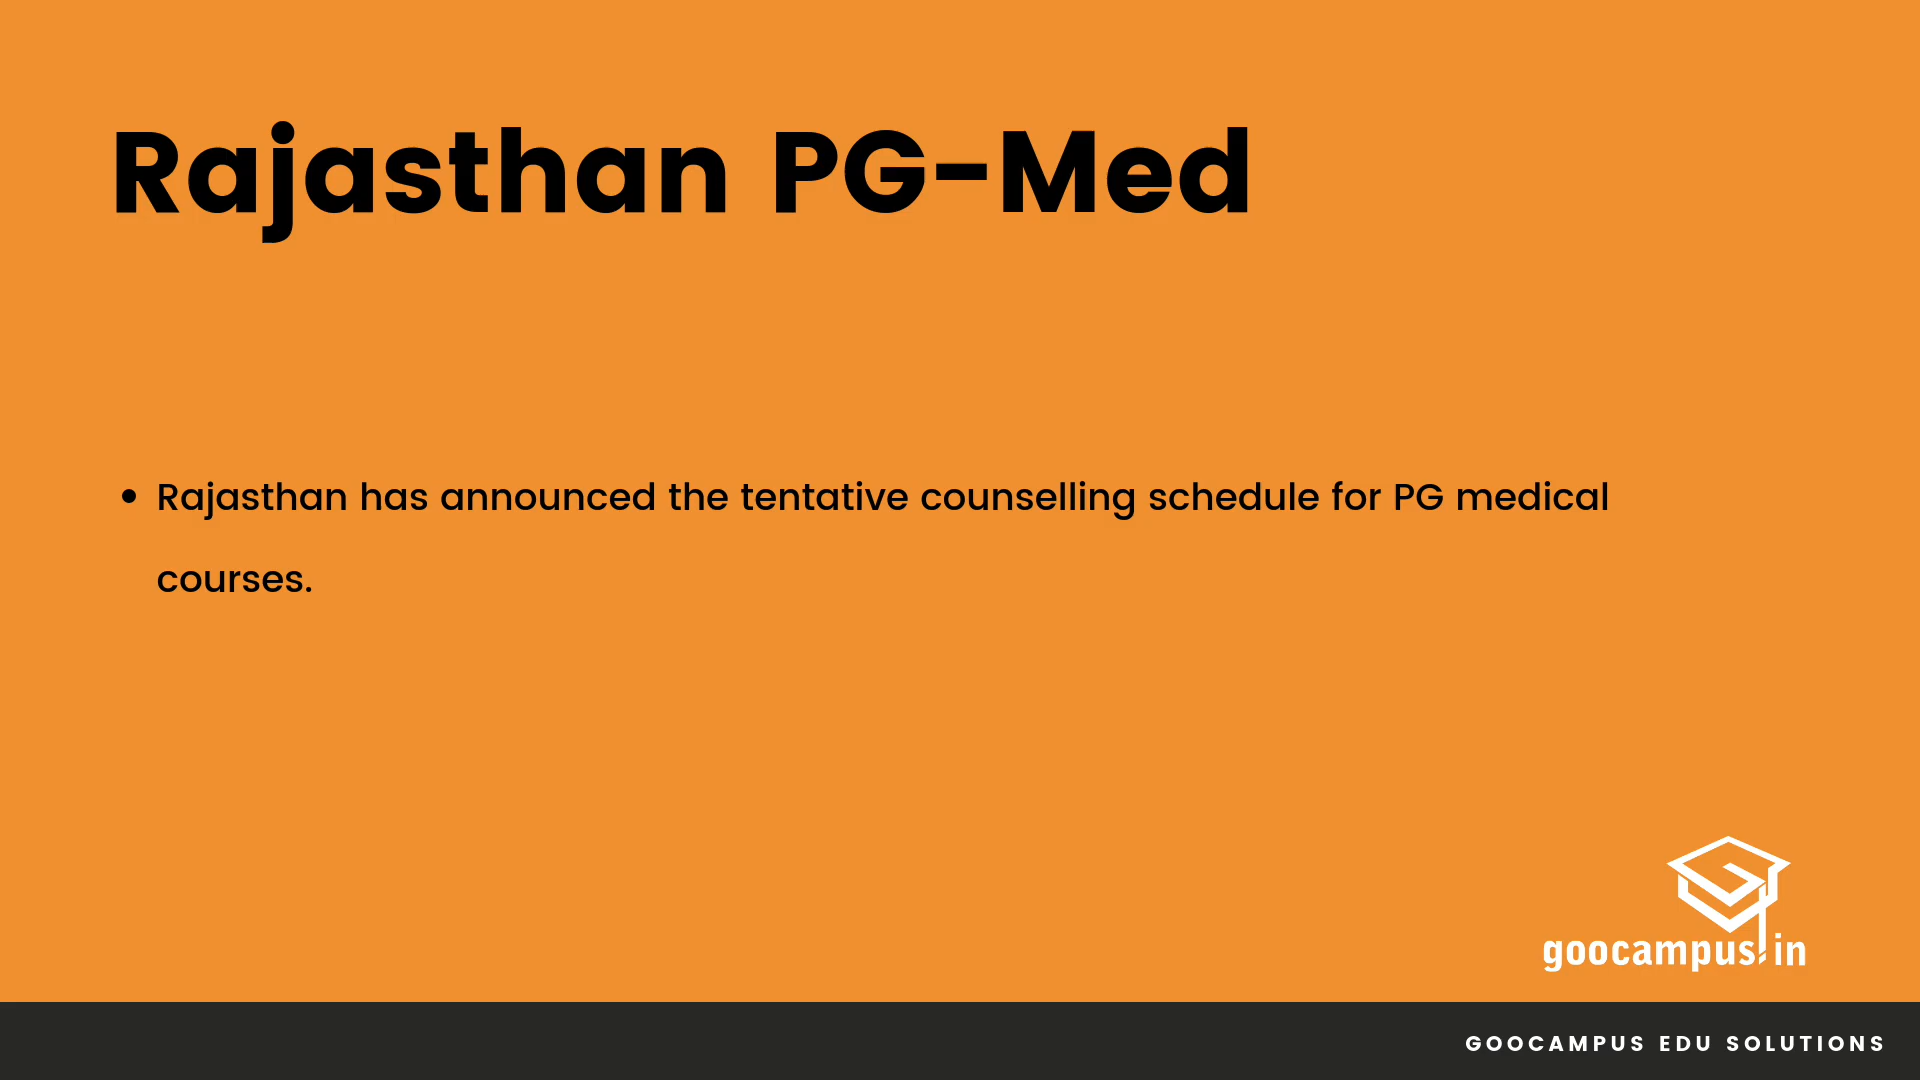 Rajasthan PG-Med
• Rajasthan has announced the tentative counselling schedule for PG medical
courses.
goocampus.in
GOOCAMPUS EDU SOLUTIONS